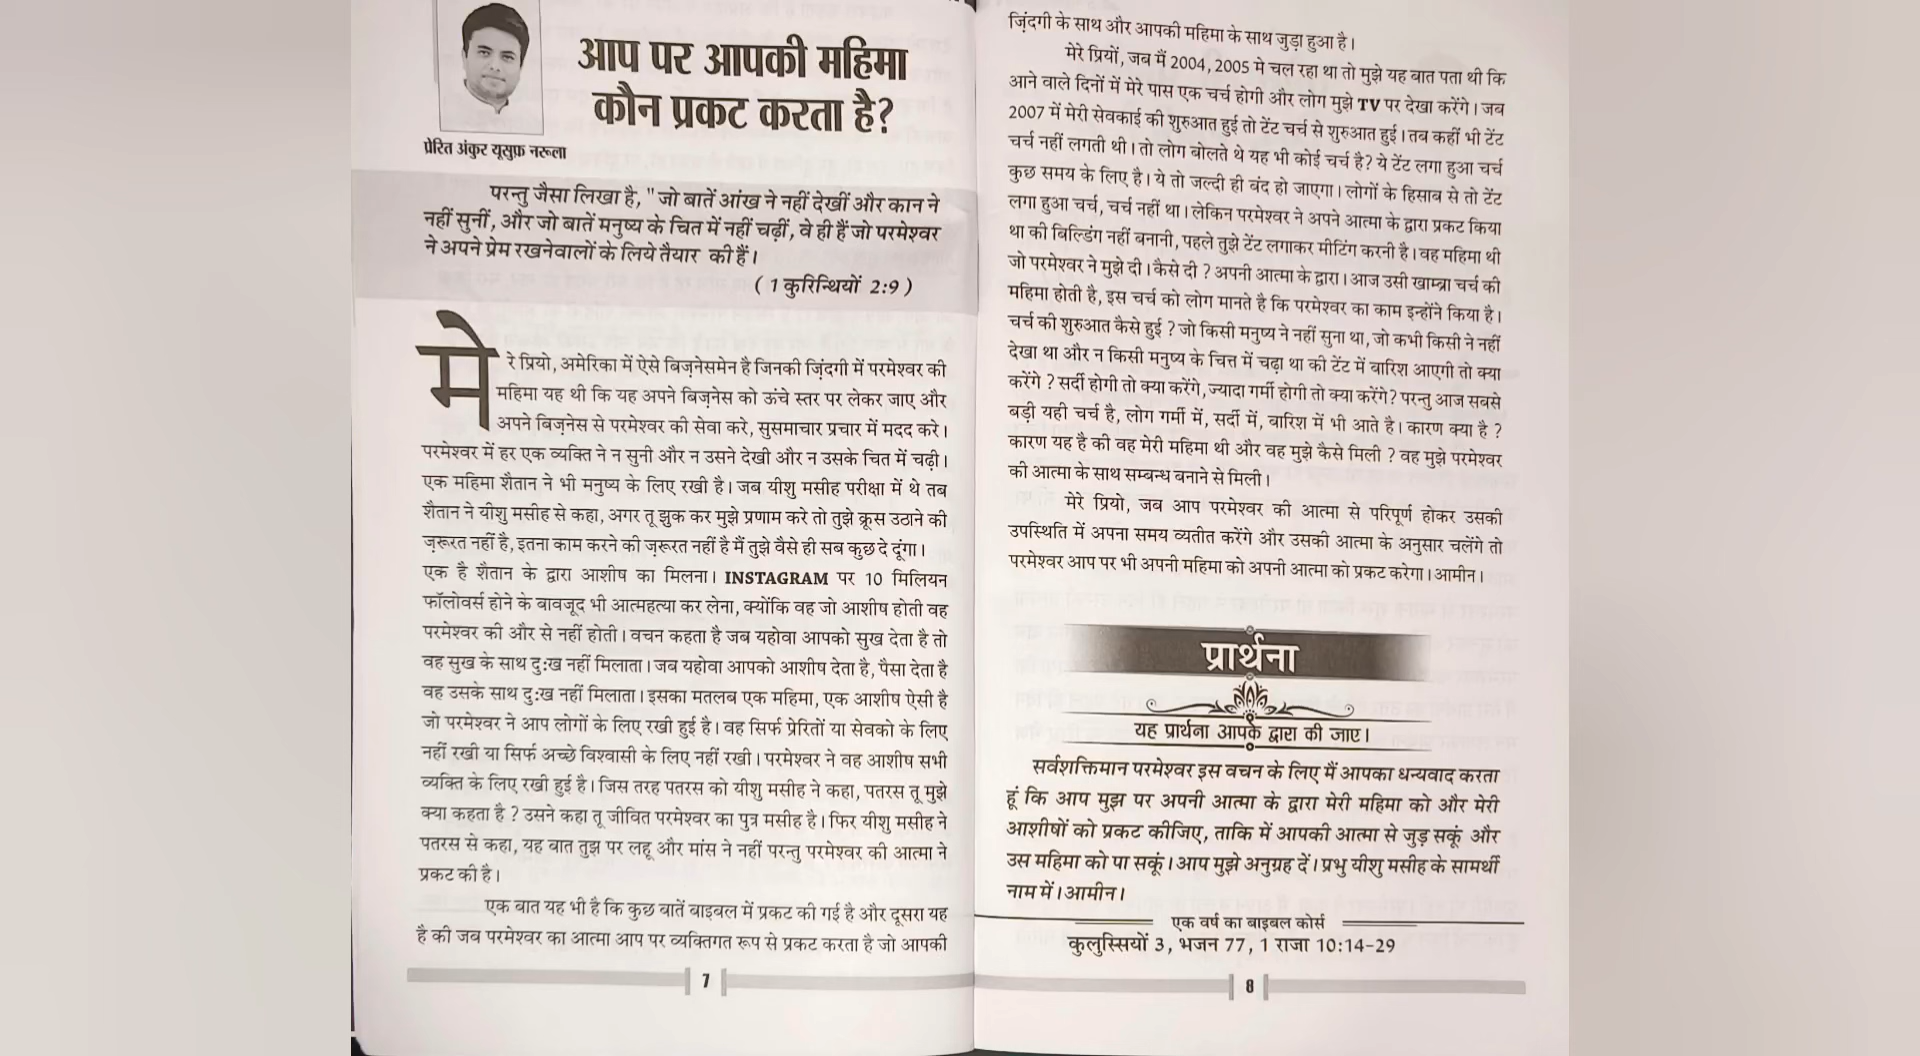 आप पर आपकी महिमा
कौन प्रकट करता है?
प्रेरित अंकुर यूसुफ़ नरूला
परन्तु जैसा लिखा है, "जो बातें आंख ने नहीं देखीं और कान ने
नहीं सुनीं, और जो बातें मनुष्य के चित में नहीं चढ़ीं, वे ही हैं जो परमेश्वर
ने अपने प्रेम रखनेवालों के लिये तैयार की हैं।
( 1 कुरिन्थियों 2:9 )
मेरे प्रियो, अमेरिका में ऐसे बिज़नेसमेन है जिनकी ज़िंदगी में परमेश्वर की
महिमा यह थी कि यह अपने बिज़नेस को ऊंचे स्तर पर लेकर जाए और
अपने बिज़नेस से परमेश्वर की सेवा करे, सुसमाचार प्रचार में मदद करे।
परमेश्वर में हर एक व्यक्ति ने न सुनी और न उसने देखी और न उसके चित में चढ़ी।
एक महिमा शैतान ने भी मनुष्य के लिए रखी है। जब यीशु मसीह परीक्षा में थे तब
शैतान ने यीशु मसीह से कहा, अगर तू झुक कर मुझे प्रणाम करे तो तुझे क्रूस उठाने की
ज़रूरत नहीं है, इतना काम करने की ज़रूरत नहीं है मैं तुझे वैसे ही सब कुछ दे दूंगा।
एक है शैतान के द्वारा आशीष का मिलना। INSTAGRAM पर 10 मिलियन
फॉलोवर्स होने के बावजूद भी आत्महत्या कर लेना, क्योंकि वह जो आशीष होती वह
परमेश्वर की और से नहीं होती। वचन कहता है जब यहोवा आपको सुख देता है तो
वह सुख के साथ दुःख नहीं मिलाता। जब यहोवा आपको आशीष देता है, पैसा देता है
वह उसके साथ दुःख नहीं मिलाता। इसका मतलब एक महिमा, एक आशीष ऐसी है
जो परमेश्वर ने आप लोगों के लिए रखी हुई है। वह सिर्फ प्रेरितों या सेवको के लिए
नहीं रखी या सिर्फ अच्छे विश्वासी के लिए नहीं रखी। परमेश्वर ने वह आशीष सभी
व्यक्ति के लिए रखी हुई है। जिस तरह पतरस को यीशु मसीह ने कहा, पतरस तू मुझे
क्या कहता है ? उसने कहा तू जीवित परमेश्वर का पुत्र मसीह है। फिर यीशु मसीह ने
पतरस से कहा, यह बात तुझ पर लहू और मांस ने नहीं परन्तु परमेश्वर की आत्मा ने
प्रकट की है।
एक बात यह भी है कि कुछ बातें बाइबल में प्रकट की गई है और दूसरा यह
है की जब परमेश्वर का आत्मा आप पर व्यक्तिगत रूप से प्रकट करता है जो आपकी
7
ज़िंदगी के साथ और आपकी महिमा के साथ जुड़ा हुआ है।
मेरे प्रियों, जब मैं 2004, 2005 मे चल रहा था तो मुझे यह बात पता थी कि
आने वाले दिनों में मेरे पास एक चर्च होगी और लोग मुझे TV पर देखा करेंगे। जब
2007 में मेरी सेवकाई की शुरुआत हुई तो टेंट चर्च से शुरुआत हुई। तब कहीं भी टेंट
चर्च नहीं लगती थी। तो लोग बोलते थे यह भी कोई चर्च है? ये टेंट लगा हुआ चर्च
कुछ समय के लिए है। ये तो जल्दी ही बंद हो जाएगा। लोगों के हिसाब से तो टेंट
लगा हुआ चर्च, चर्च नहीं था। लेकिन परमेश्वर ने अपने आत्मा के द्वारा प्रकट किया
था की बिल्डिंग नहीं बनानी, पहले तुझे टेंट लगाकर मीटिंग करनी है। वह महिमा थी
जो परमेश्वर ने मुझे दी। कैसे दी ? अपनी आत्मा के द्वारा। आज उसी खाम्ब्रा चर्च की
महिमा होती है, इस चर्च को लोग मानते है कि परमेश्वर का काम इन्होंने किया है।
चर्च की शुरुआत कैसे हुई ? जो किसी मनुष्य ने नहीं सुना था, जो कभी किसी ने नहीं
देखा था और न किसी मनुष्य के चित्त में चढ़ा था की टेंट में बारिश आएगी तो क्या
करेंगे ? सर्दी होगी तो क्या करेंगे, ज्यादा गर्मी होगी तो क्या करेंगे? परन्तु आज सबसे
बड़ी यही चर्च है, लोग गर्मी में, सर्दी में, बारिश में भी आते है। कारण क्या है ?
कारण यह है की वह मेरी महिमा थी और वह मुझे कैसे मिली ? वह मुझे परमेश्वर
की आत्मा के साथ सम्बन्ध बनाने से मिली।
मेरे प्रियों, जब आप परमेश्वर की आत्मा से परिपूर्ण होकर उसकी
उपस्थिति में अपना समय व्यतीत करेंगे और उसकी आत्मा के अनुसार चलेंगे तो
परमेश्वर आप पर भी अपनी महिमा को अपनी आत्मा को प्रकट करेगा। आमीन।
प्रार्थना
यह प्रार्थना आपके द्वारा की जाए।
सर्वशक्तिमान परमेश्वर इस वचन के लिए मैं आपका धन्यवाद करता
हूं कि आप मुझ पर अपनी आत्मा के द्वारा मेरी महिमा को और मेरी
आशीषों को प्रकट कीजिए, ताकि में आपकी आत्मा से जुड़ सकूं और
उस महिमा को पा सकूं। आप मुझे अनुग्रह दें। प्रभु यीशु मसीह के सामर्थी
नाम में। आमीन।
एक वर्ष का बाइबल कोर्स
कुलुस्सियों 3, भजन 77, 1 राजा 10:14-29
8